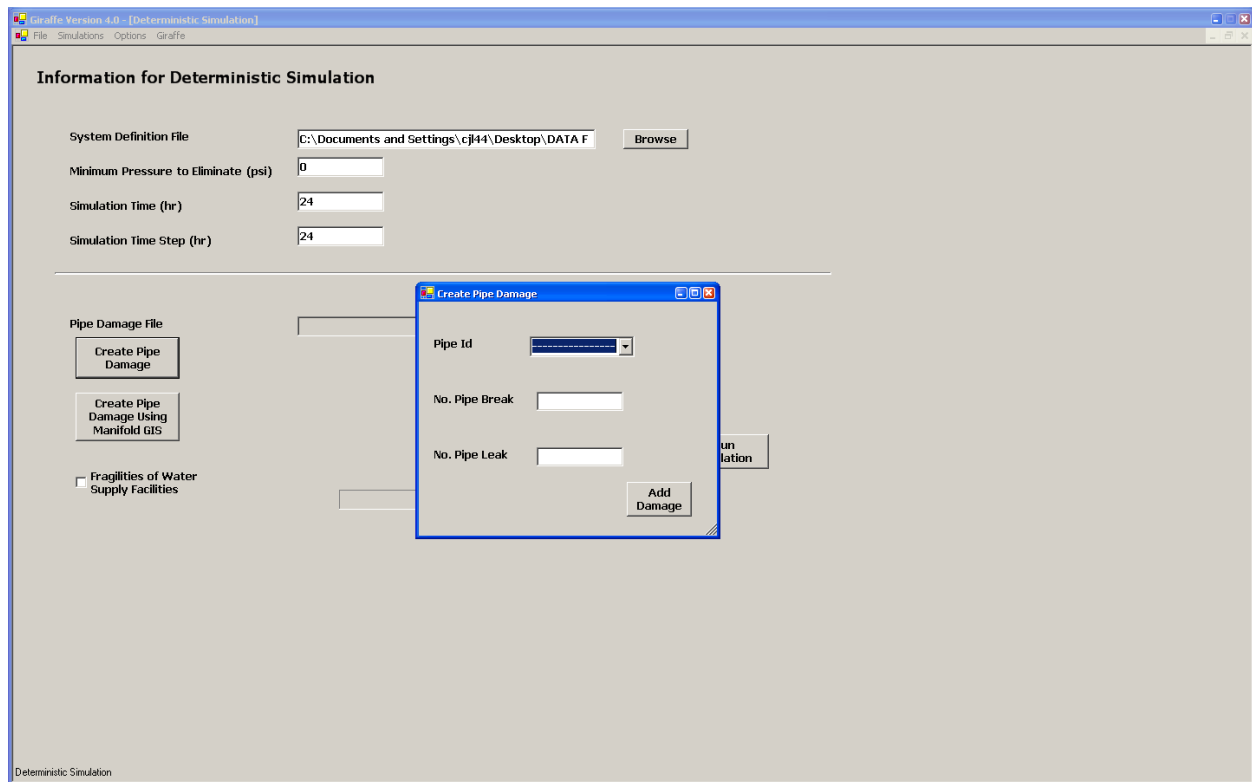 Giraffe Version 4.0 - [Deterministic Simulation]
File Simulations Options Giraffe
Information for Deterministic Simulation
System Definition File
C:\Documents and Settings\cjl44\Desktop\DATA F
Browse
Minimum Pressure to Eliminate (psi)
0
Simulation Time (hr)
24
Simulation Time Step (hr)
24
Pipe Damage File
Create Pipe
Damage
Create Pipe
Damage Using
Manifold GIS
Fragilities of Water
Supply Facilities
Create Pipe Damage
Pipe Id
----------------
No. Pipe Break
No. Pipe Leak
Add
Damage
un
lation
Deterministic Simulation